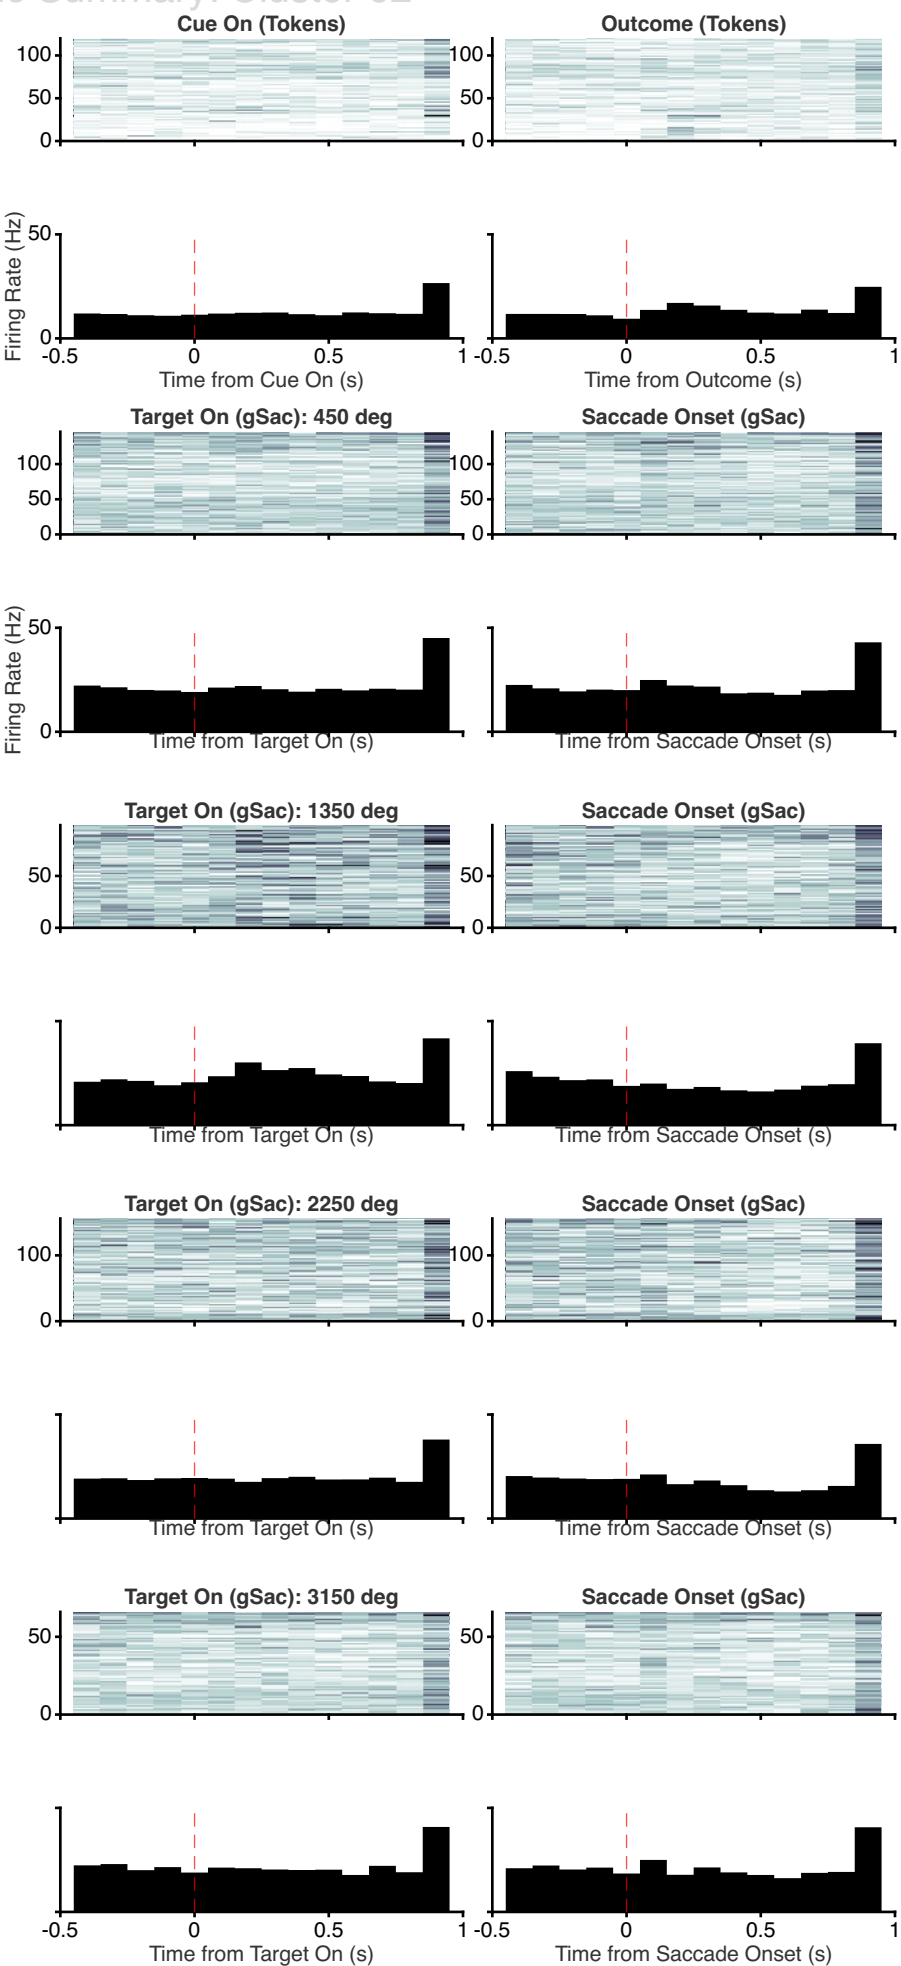 Summary: Cluster
Cue On (Tokens) Outcome (Tokens)
100 100
50 50
0 0
Firing Rate (Hz)
50
0
-0.5 0 0.5 1 -0.5 0 0.5 1
Time from Cue On (s) Time from Outcome (s)
Target On (gSac): 450 deg Saccade Onset (gSac)
100 100
50 50
0 0
Firing Rate (Hz)
50
0
Time from Target On (s) Time from Saccade Onset (s)
Target On (gSac): 1350 deg Saccade Onset (gSac)
50 50
0 0
Time from Target On (s) Time from Saccade Onset (s)
Target On (gSac): 2250 deg Saccade Onset (gSac)
100 100
0 0
Time from Target On (s) Time from Saccade Onset (s)
Target On (gSac): 3150 deg Saccade Onset (gSac)
50 50
0 0
-0.5 0 0.5 1 -0.5 0 0.5 1
Time from Target On (s) Time from Saccade Onset (s)